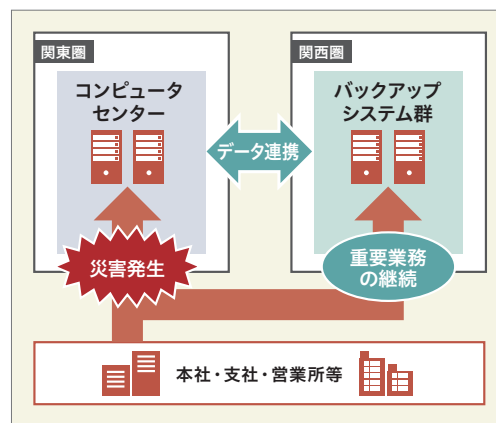 関東圏
コンピュータ
センター
関西圏
バックアップ
システム群
データ連携
災害発生
重要業務
の継続
本社・支社・営業所等